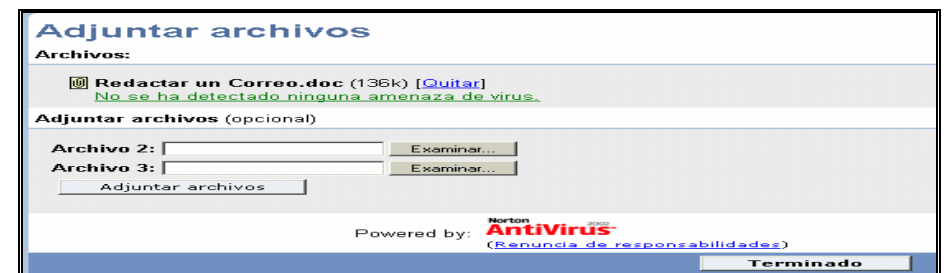 Adjuntar archivos
Archivos:
Redactar un Correo.doc (136k) [Quitar]
No se ha detectado ninguna amenaza de virus.
Adjuntar archivos (opcional)
Archivo 2: Examinar...
Archivo 3: Examinar...
Adjuntar archivos
Powered by: Norton AntiVirus 2002
(Renuncia de responsabilidades)
Terminado